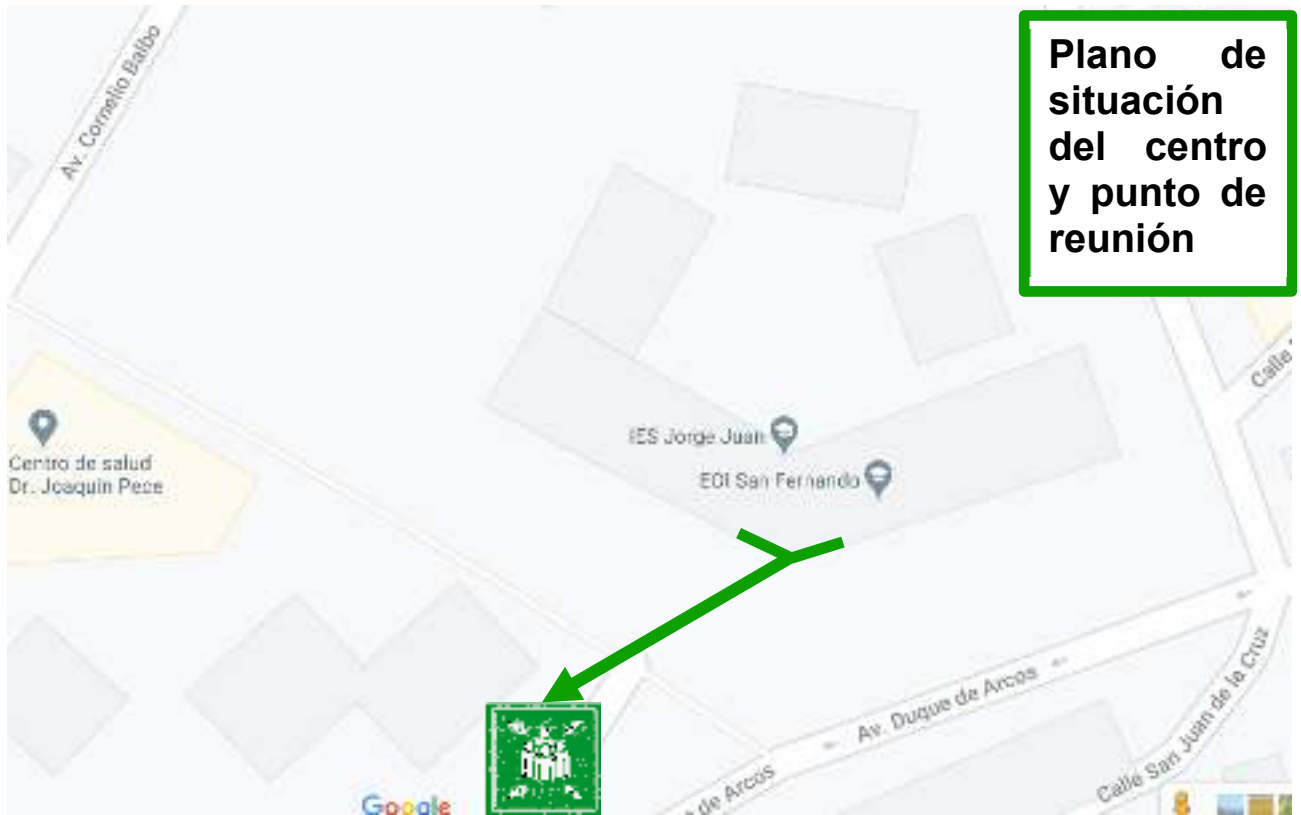 Av. Cornelio Balbo
Plano de
situación
del centro
y punto de
reunión
Calle
IES Jorge Juan
EOI San Fernando
Centro de salud
Dr. Joaquin Pece
Av. Duque de Arcos
de Arcos
Calle San Juan de la Cruz
Google